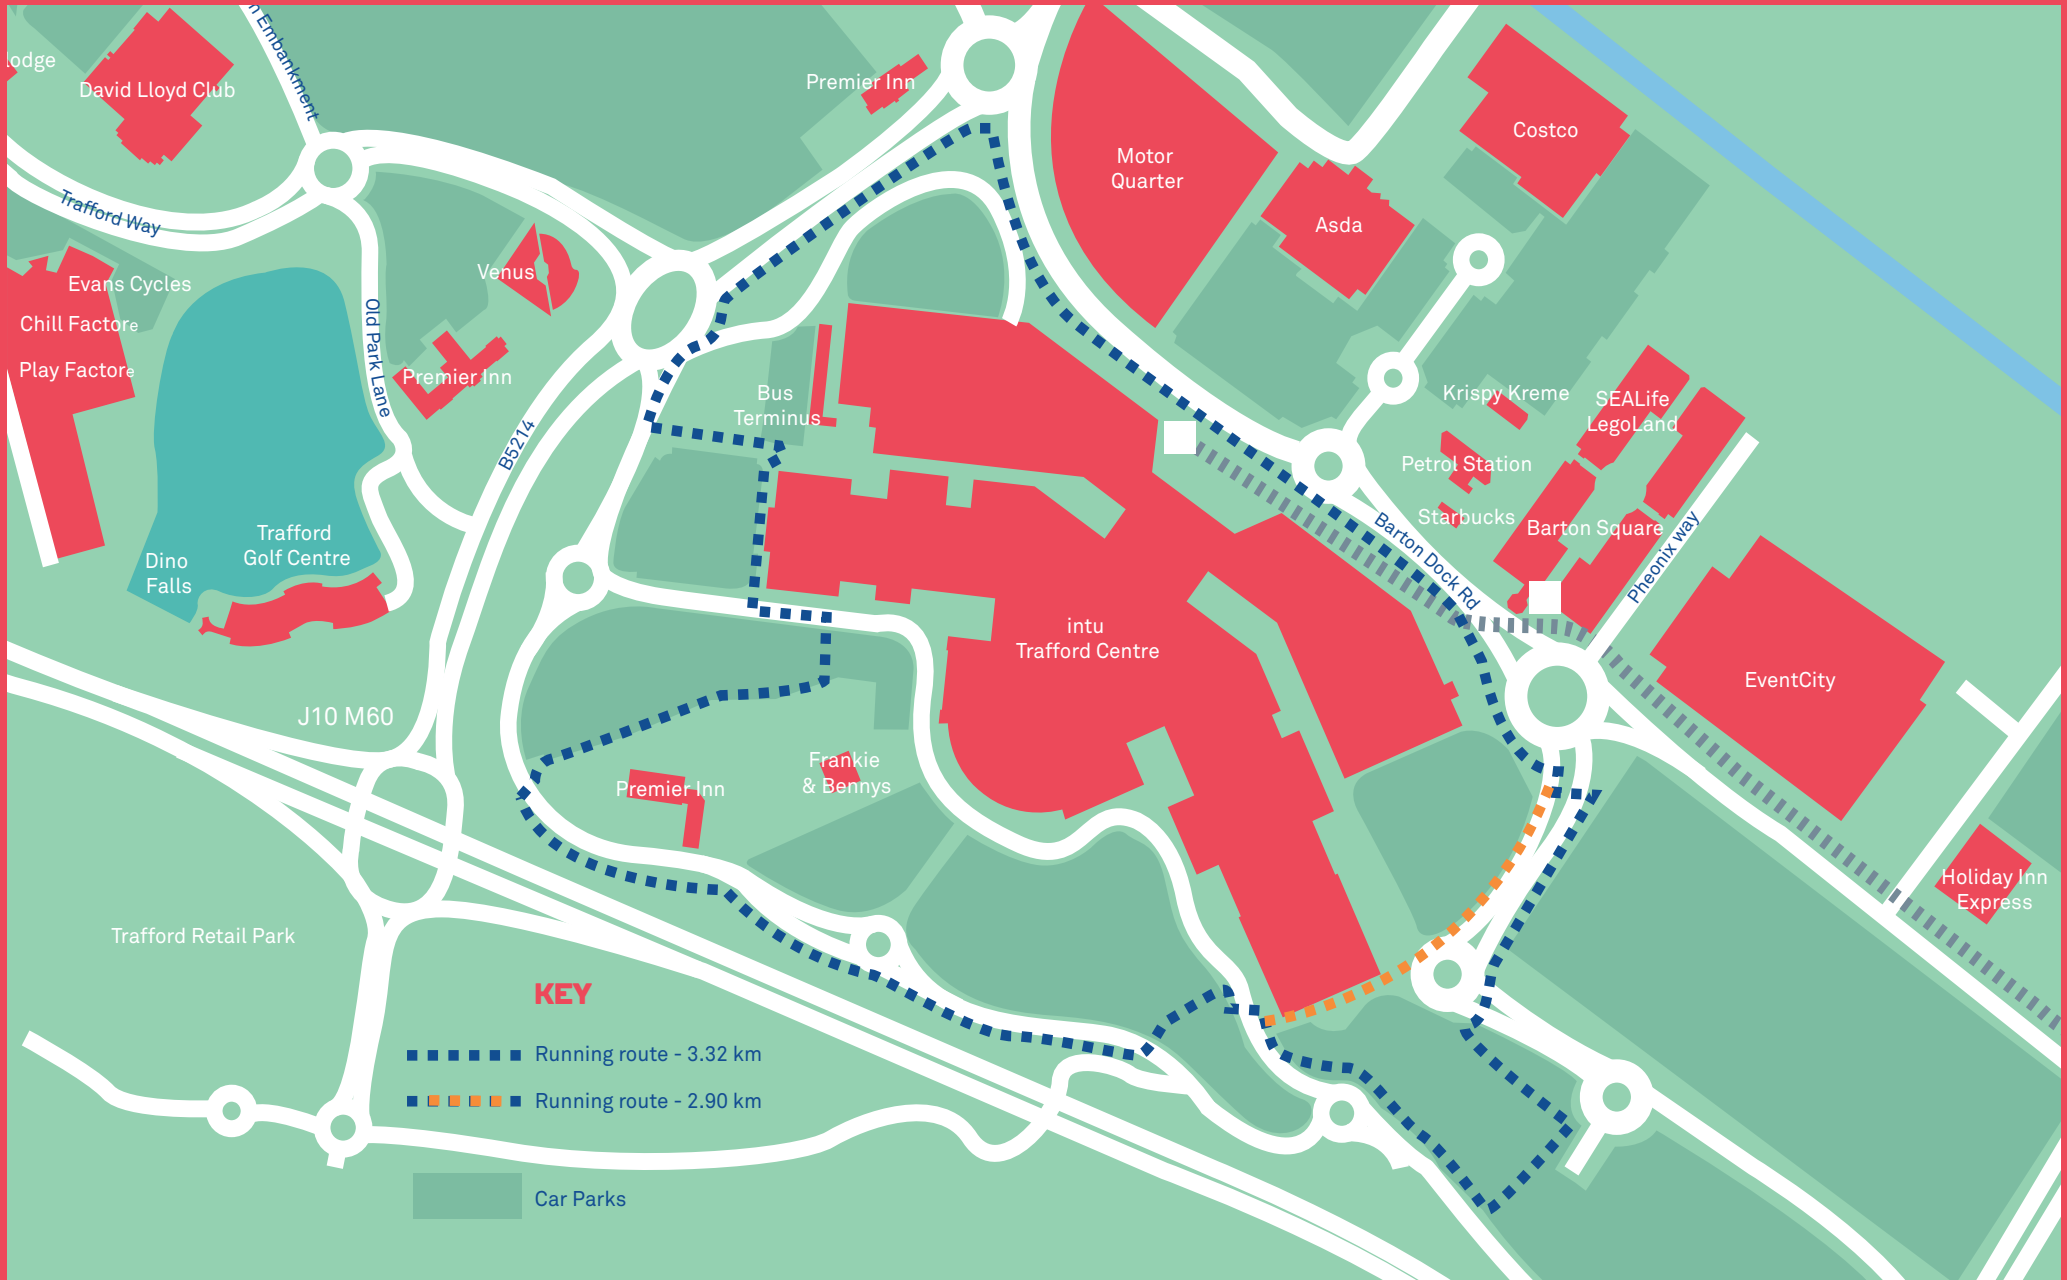 David Lloyd Club
Embankment
Premier Inn
Motor
Quarter
Costco
Asda
Trafford Way
Evans Cycles
Chill Factore
Play Factore
Old Park Lane
Venus
Premier Inn
B5214
Bus
Terminus
Krispy Kreme
SEALife
LegoLand
Petrol Station
Starbucks
Barton Square
Barton Dock Rd
Pheonix way
Trafford
Golf Centre
Dino
Falls
intu
Trafford Centre
EventCity
J10 M60
Premier Inn
Frankie
& Bennys
Holiday Inn
Express
Trafford Retail Park
KEY
Running route - 3.32 km
Running route - 2.90 km
Car Parks